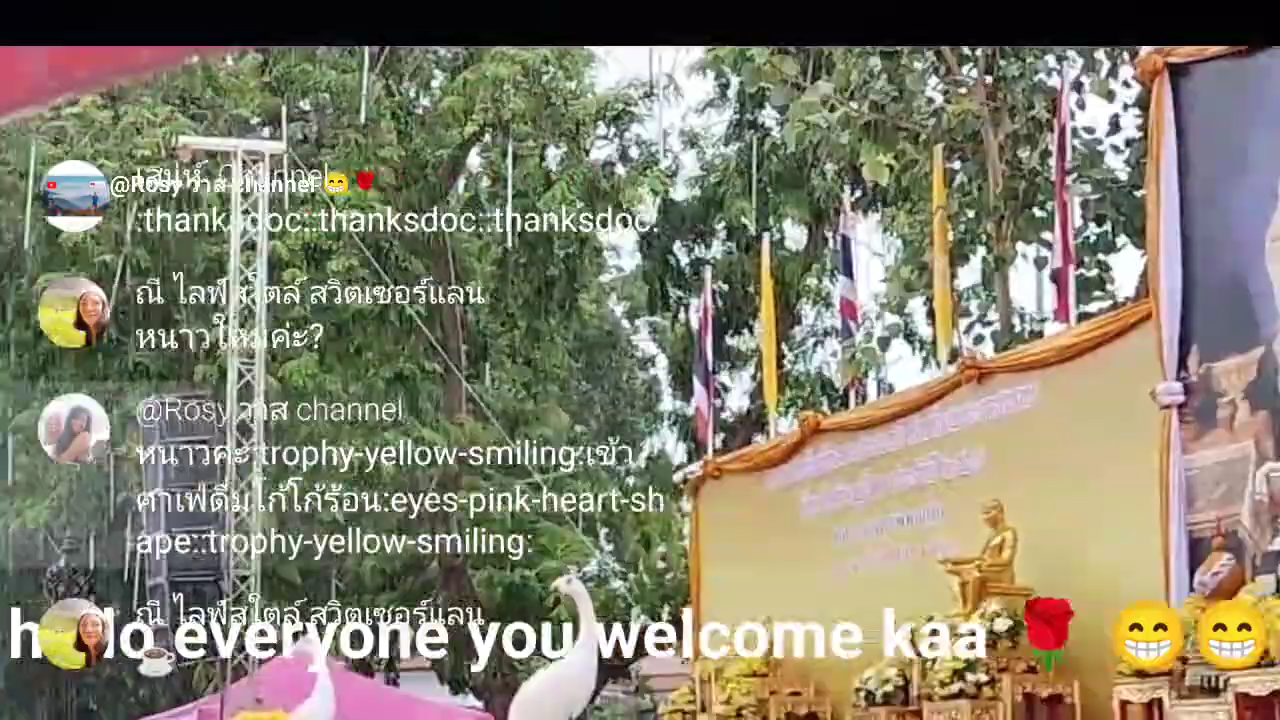 เสน่ห์ Channel
@Rosy วาส channel 😁🌹
:thanksdoc::thanksdoc::thanksdoc:
ณี ไลฟ์สไตล์ สวิตเซอร์แลน
หนาวไหมค่ะ?
@Rosy วาส channel
หนาวคะ:trophy-yellow-smiling:เข้า
คาเฟ่ดื่มโก้โก้ร้อน:eyes-pink-heart-sh
ape::trophy-yellow-smiling:
ณี ไลฟ์สไตล์ สวิตเซอร์แลน
☕
hello everyone you welcome kaa🌹 😁😁